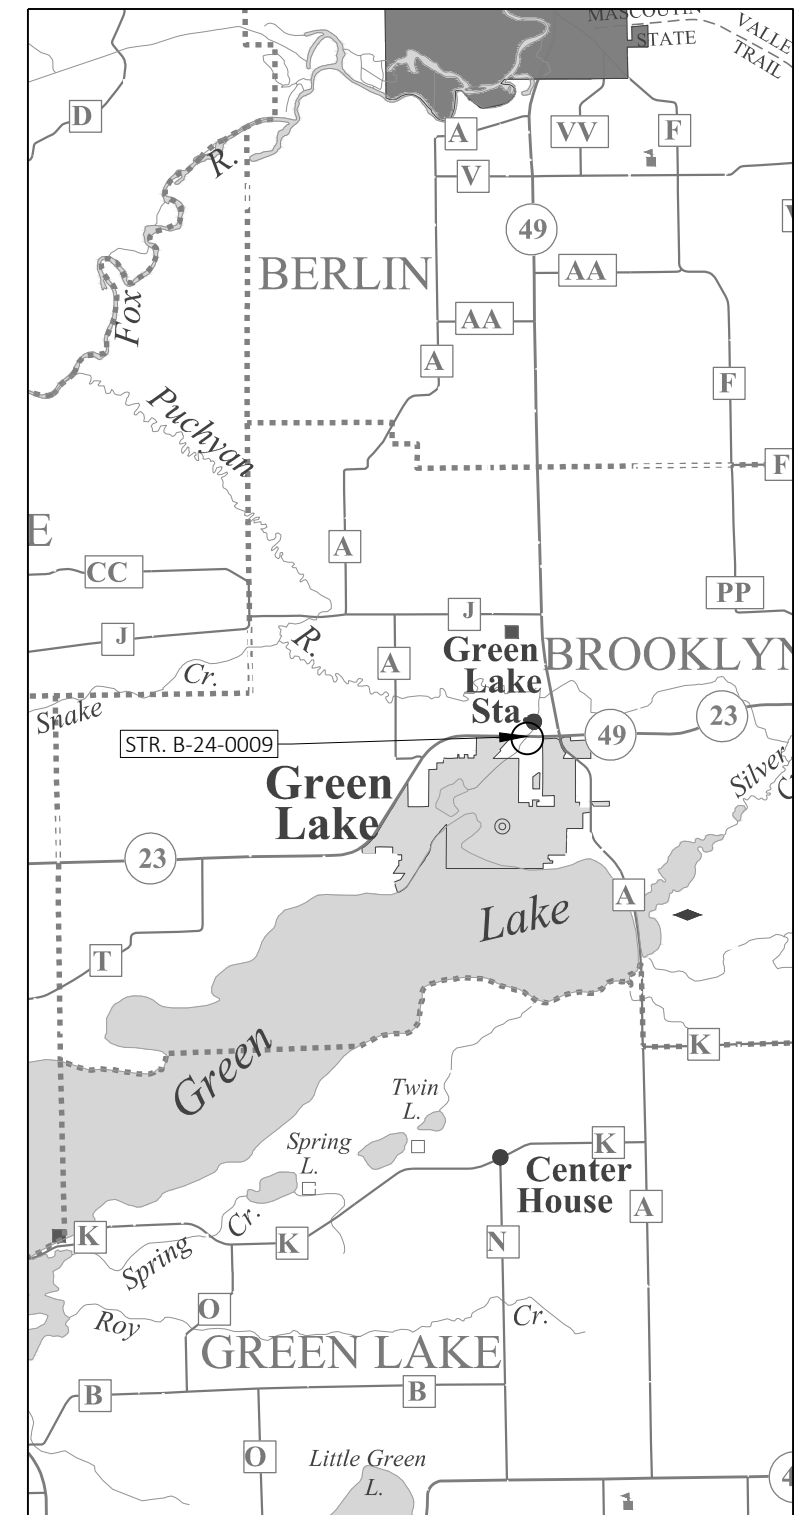 MASCOUTIN
VALLE
STATE
TRAIL
D
A
VV
F
R.
V
49
BERLIN
AA
Fox
AA
A
F
Puchyan
F
E
A
CC
PP
J
J
R.
Green
BROOKLYN
A
Lake
Cr.
Sta.
Snake
23
49
STR. B-24-0009
Silver
Green
Lake
23
A
Lake
T
K
Green
Twin
L.
Spring
L.
K
Center
House
A
Cr.
K
K
N
Spring
O
Roy
Cr.
GREEN LAKE
B
B
O
Little Green
L.